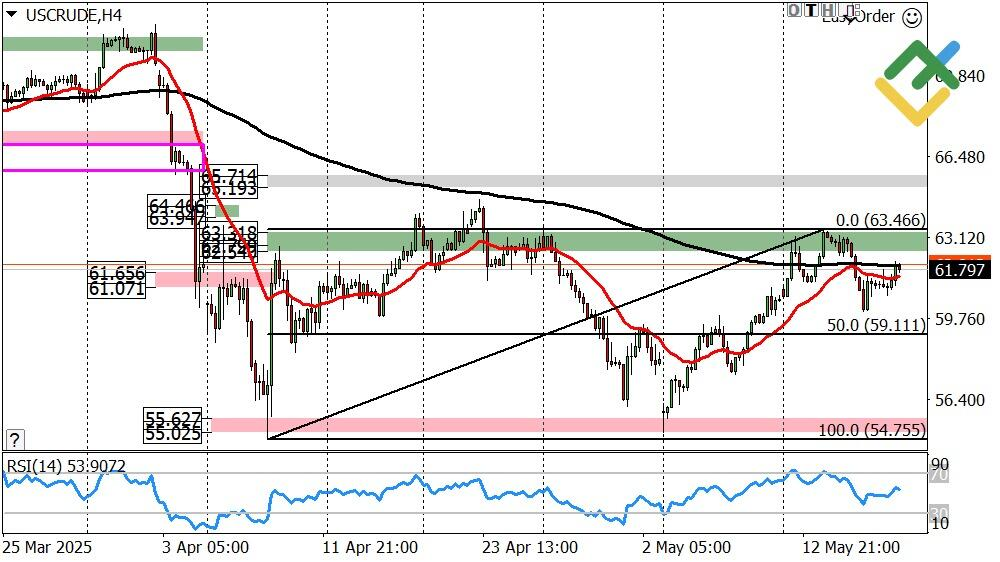 USCRUDE,H4
OTH
Order
69.840
65.714
66.480
65.193
64.466
63.947
0.0 (63.466)
63.318
63.120
62.549
61.656
61.797
61.071
50.0 (59.111)
59.760
56.400
55.627
55.025
100.0 (54.755)
?
RSI(14) 53.9072
90
70
30
10
25 Mar 2025
3 Apr 05:00
11 Apr 21:00
23 Apr 13:00
2 May 05:00
12 May 21:00